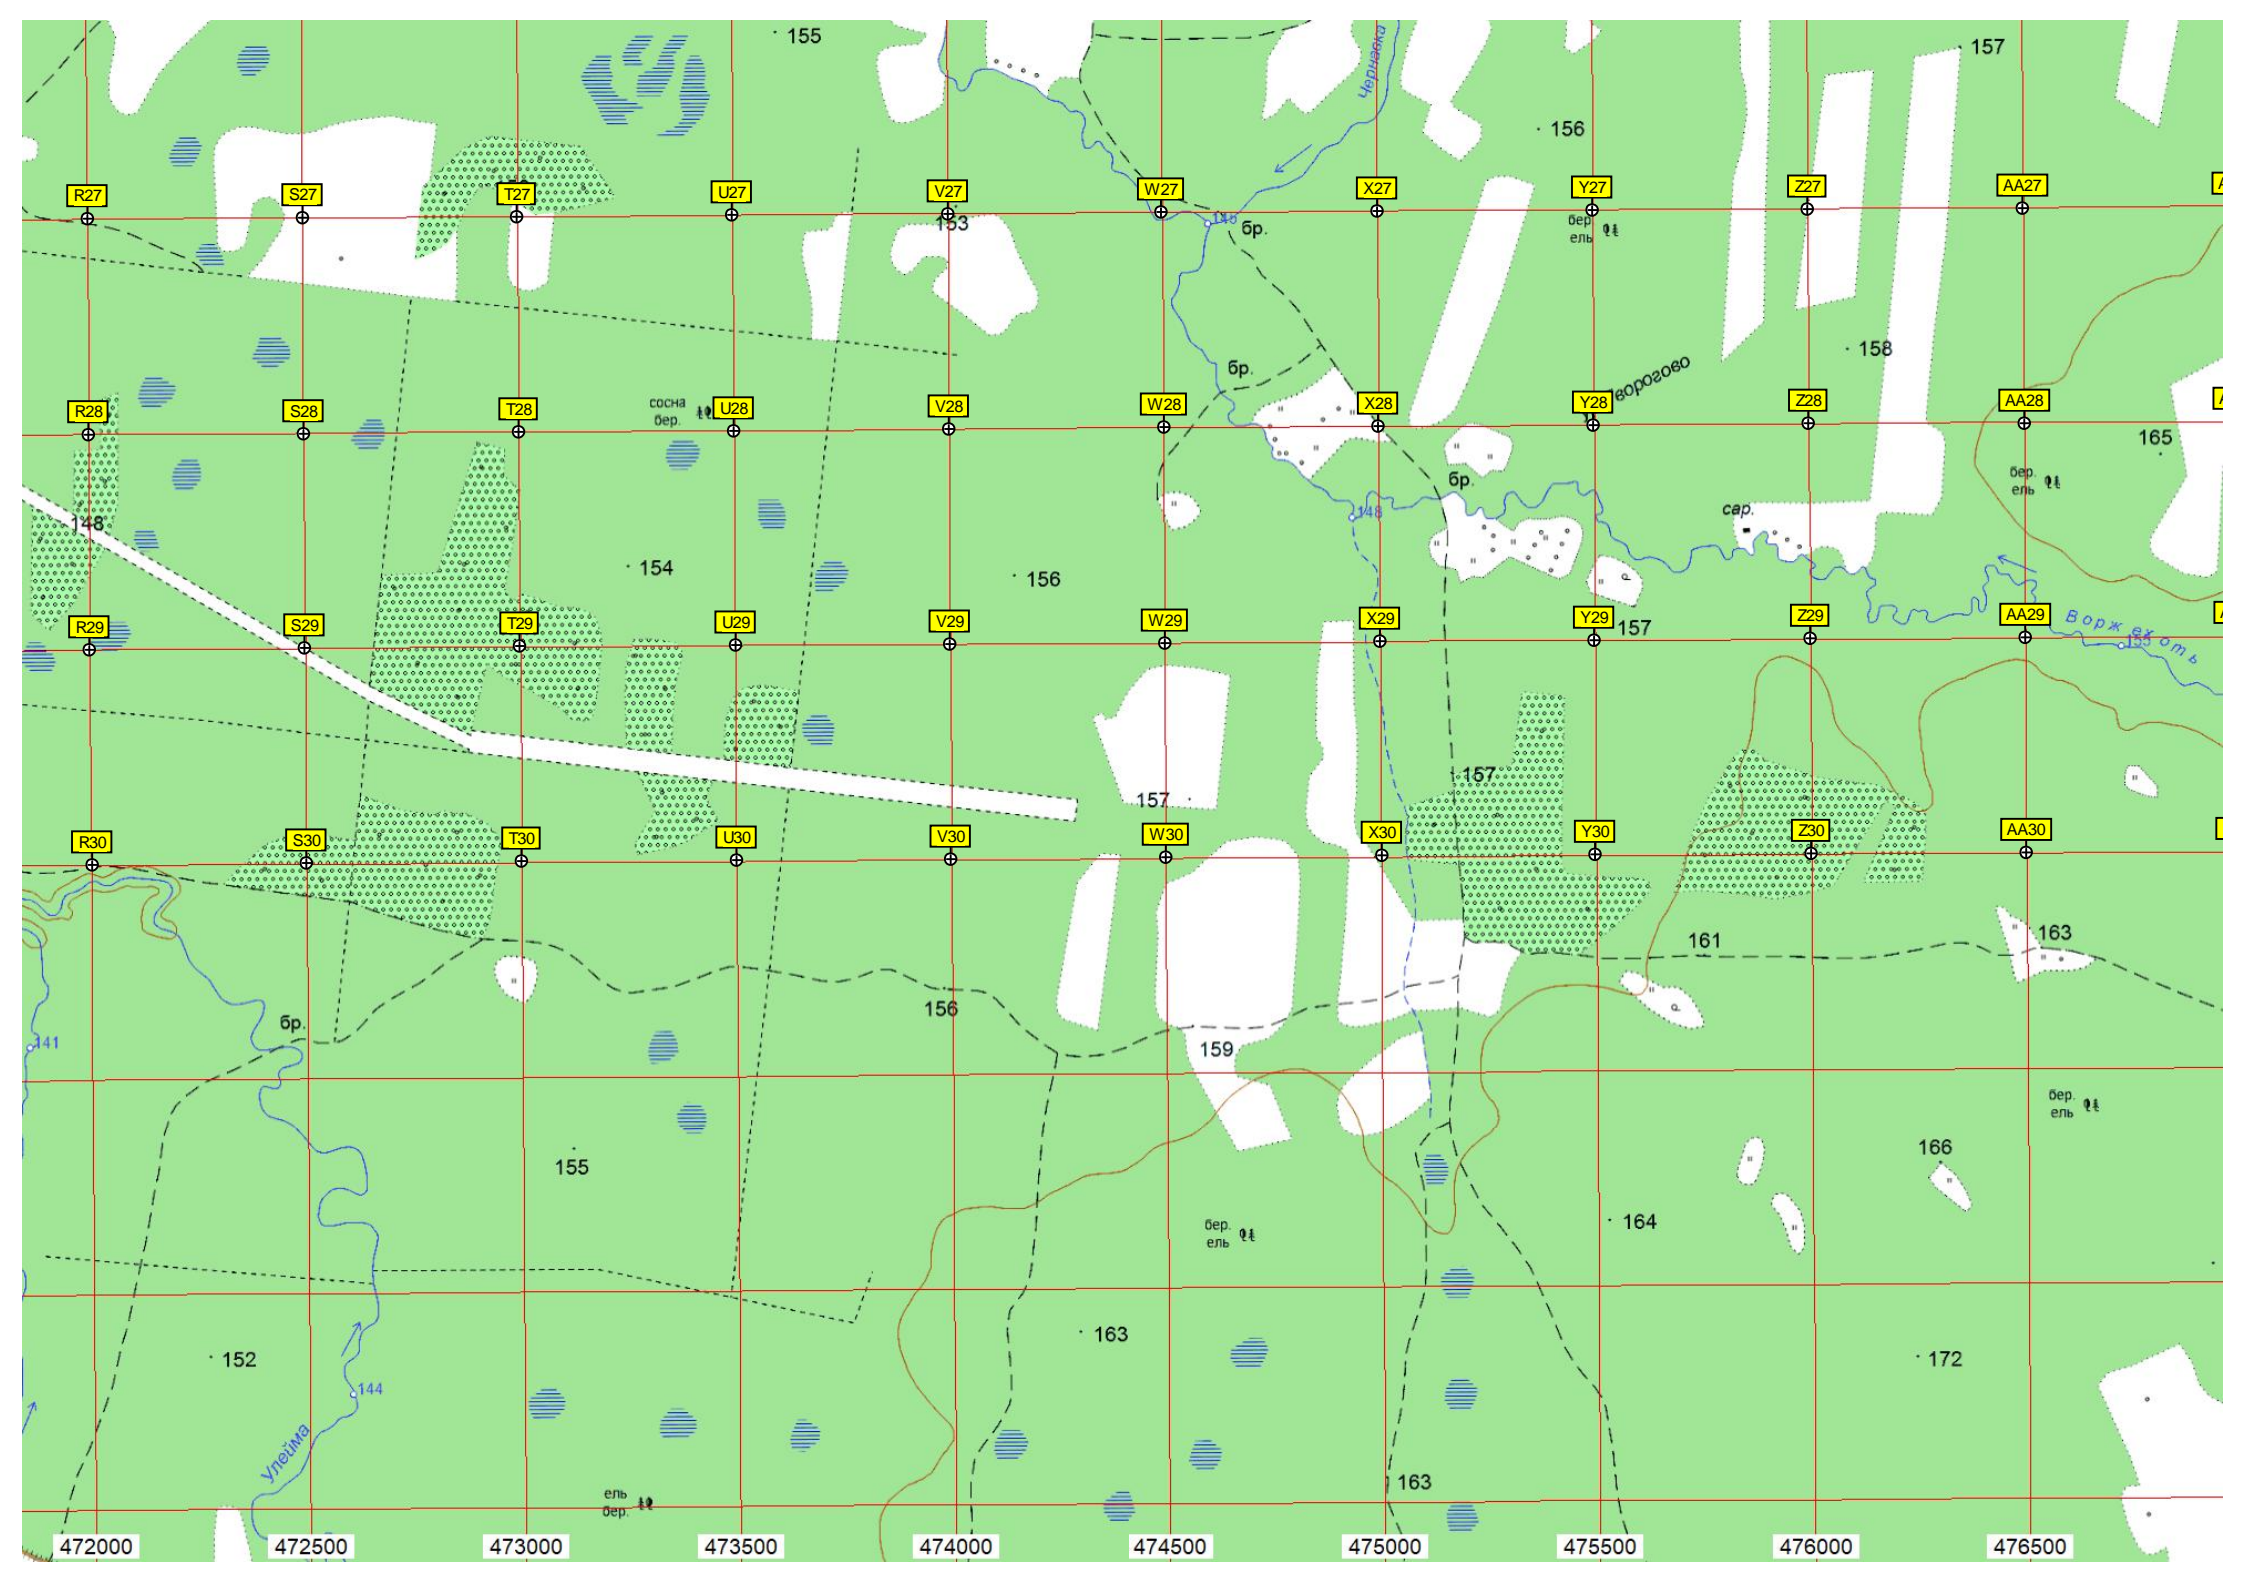 155
Чернавка
157
156
R27
S27
T27
U27
V27
W27
X27
Y27
Z27
AA27
153
бр.
бер.
ель
158
бр.
сосна
бер.
R28
S28
T28
U28
V28
W28
X28
Y28
Z28
AA28
165
бр.
бер.
ель
148
148
сар.
154
156
R29
S29
T29
U29
V29
W29
X29
Y29
157
Z29
AA29
Воржехоть
157
157
R30
S30
T30
U30
V30
W30
X30
Y30
Z30
AA30
161
163
156
бр.
141
159
бер.
ель
155
166
бер.
ель
164
163
152
172
144
Улейма
163
ель
бер.
472000
472500
473000
473500
474000
474500
475000
475500
476000
476500